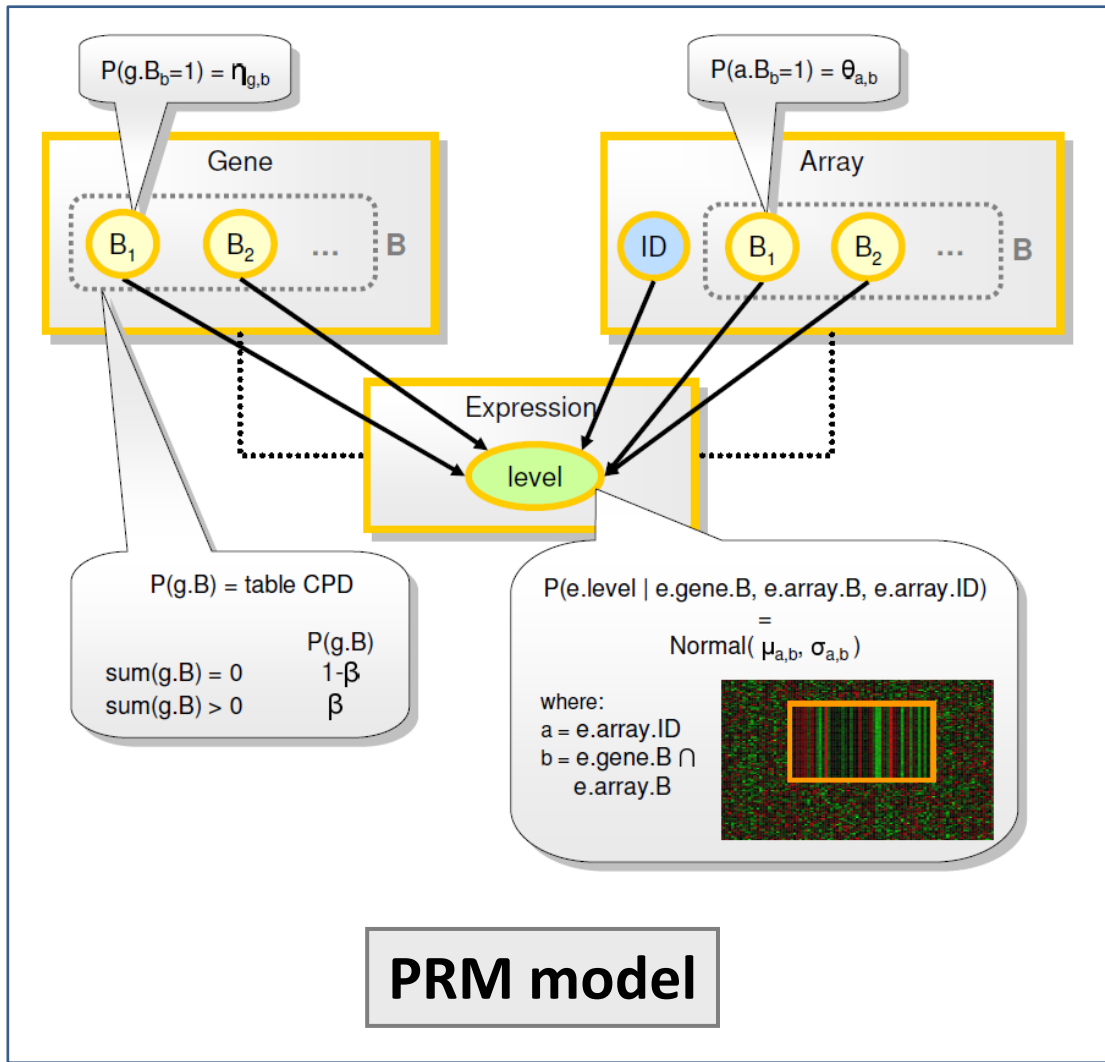 P(g.B_b=1) = η_g,b
P(a.B_b=1) = θ_a,b
Gene
B_1
B_2
...
B
Array
ID
B_1
B_2
...
B
Expression
level
P(g.B) = table CPD
P(g.B)
sum(g.B) = 0 1-β
sum(g.B) > 0 β
P(e.level | e.gene.B, e.array.B, e.array.ID)
=
Normal( μ_a,b, σ_a,b )
where:
a = e.array.ID
b = e.gene.B ∩
e.array.B
PRM model